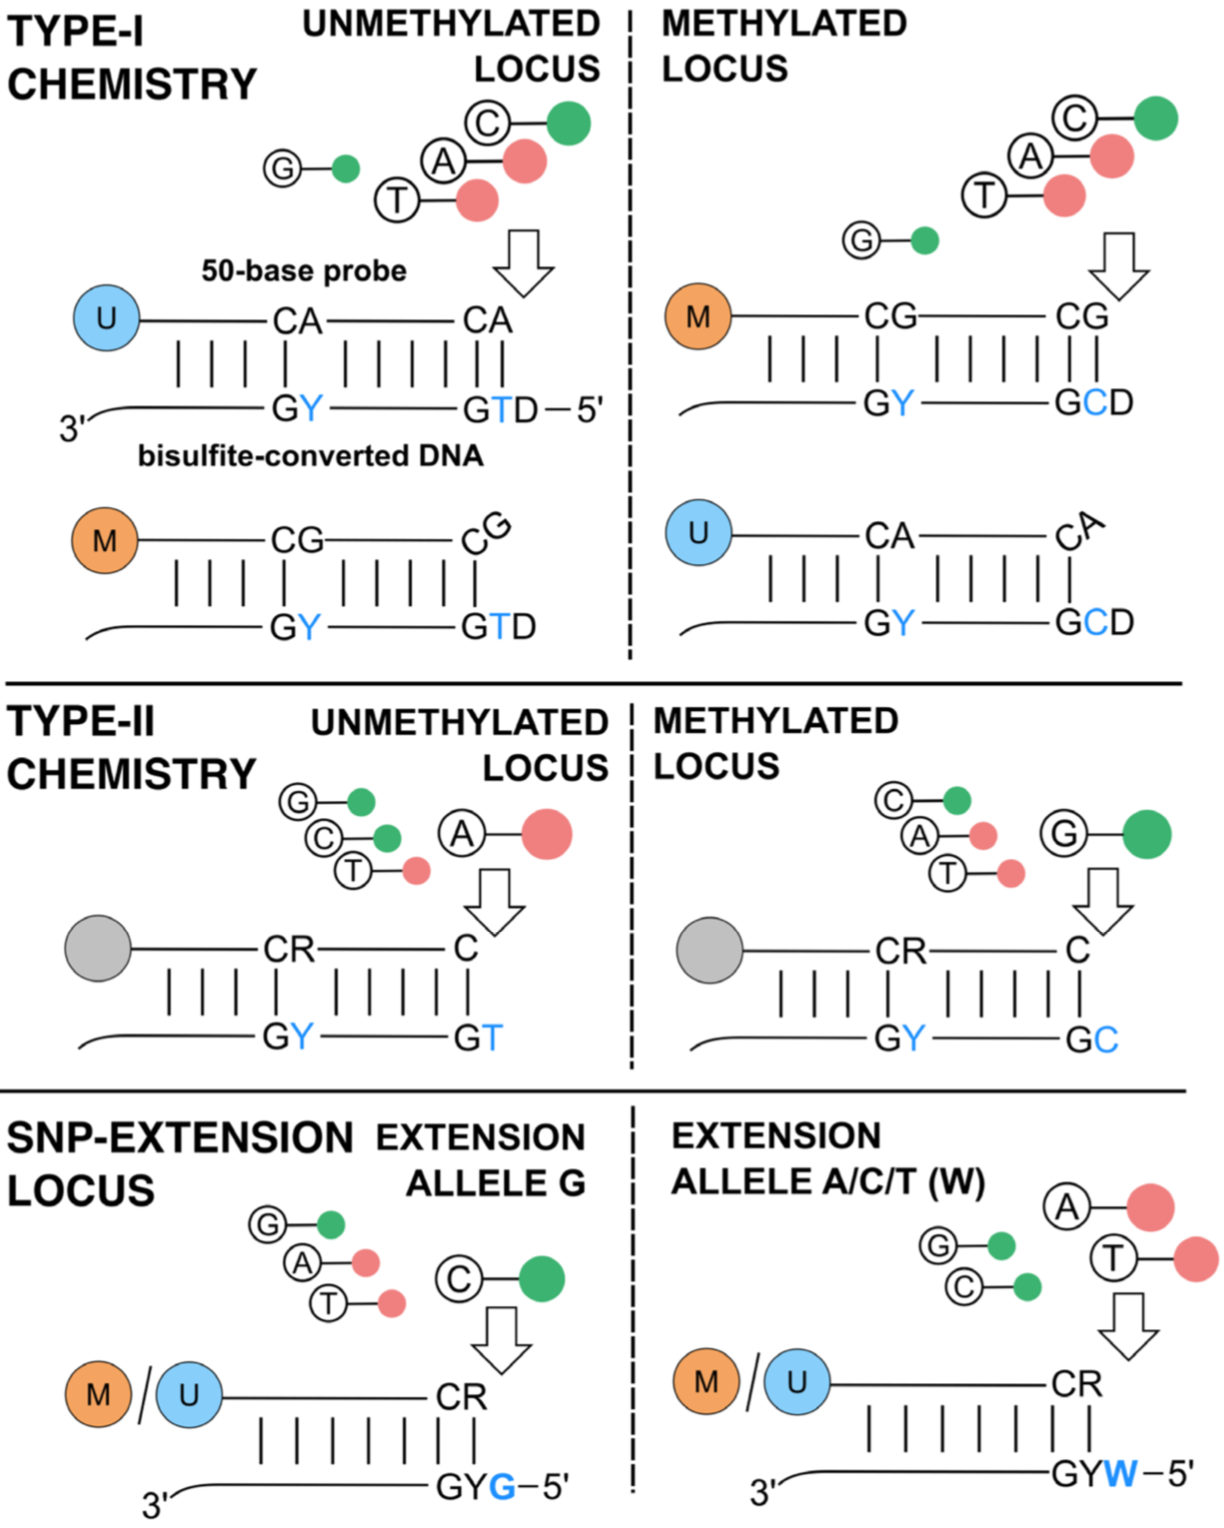 TYPE-I
CHEMISTRY
UNMETHYLATED
LOCUS
METHYLATED
LOCUS
C
A
G
T
C
A
T
G
50-base probe
U CA CA
GY GTD 5'
3'
bisulfite-converted DNA
M CG CG
GY GCD
M CG CG
GY GTD
U CA CA
GY GCD
TYPE-II
CHEMISTRY
UNMETHYLATED
LOCUS
METHYLATED
LOCUS
G
C
A
T
C
A
G
T
CR C
GY GT
CR C
GY GC
SNP-EXTENSION
LOCUS
EXTENSION
ALLELE G
EXTENSION
ALLELE A/C/T (W)
G
A
C
T
A
G
T
C
M / U CR
3' GYG 5'
M / U CR
3' GYW 5'